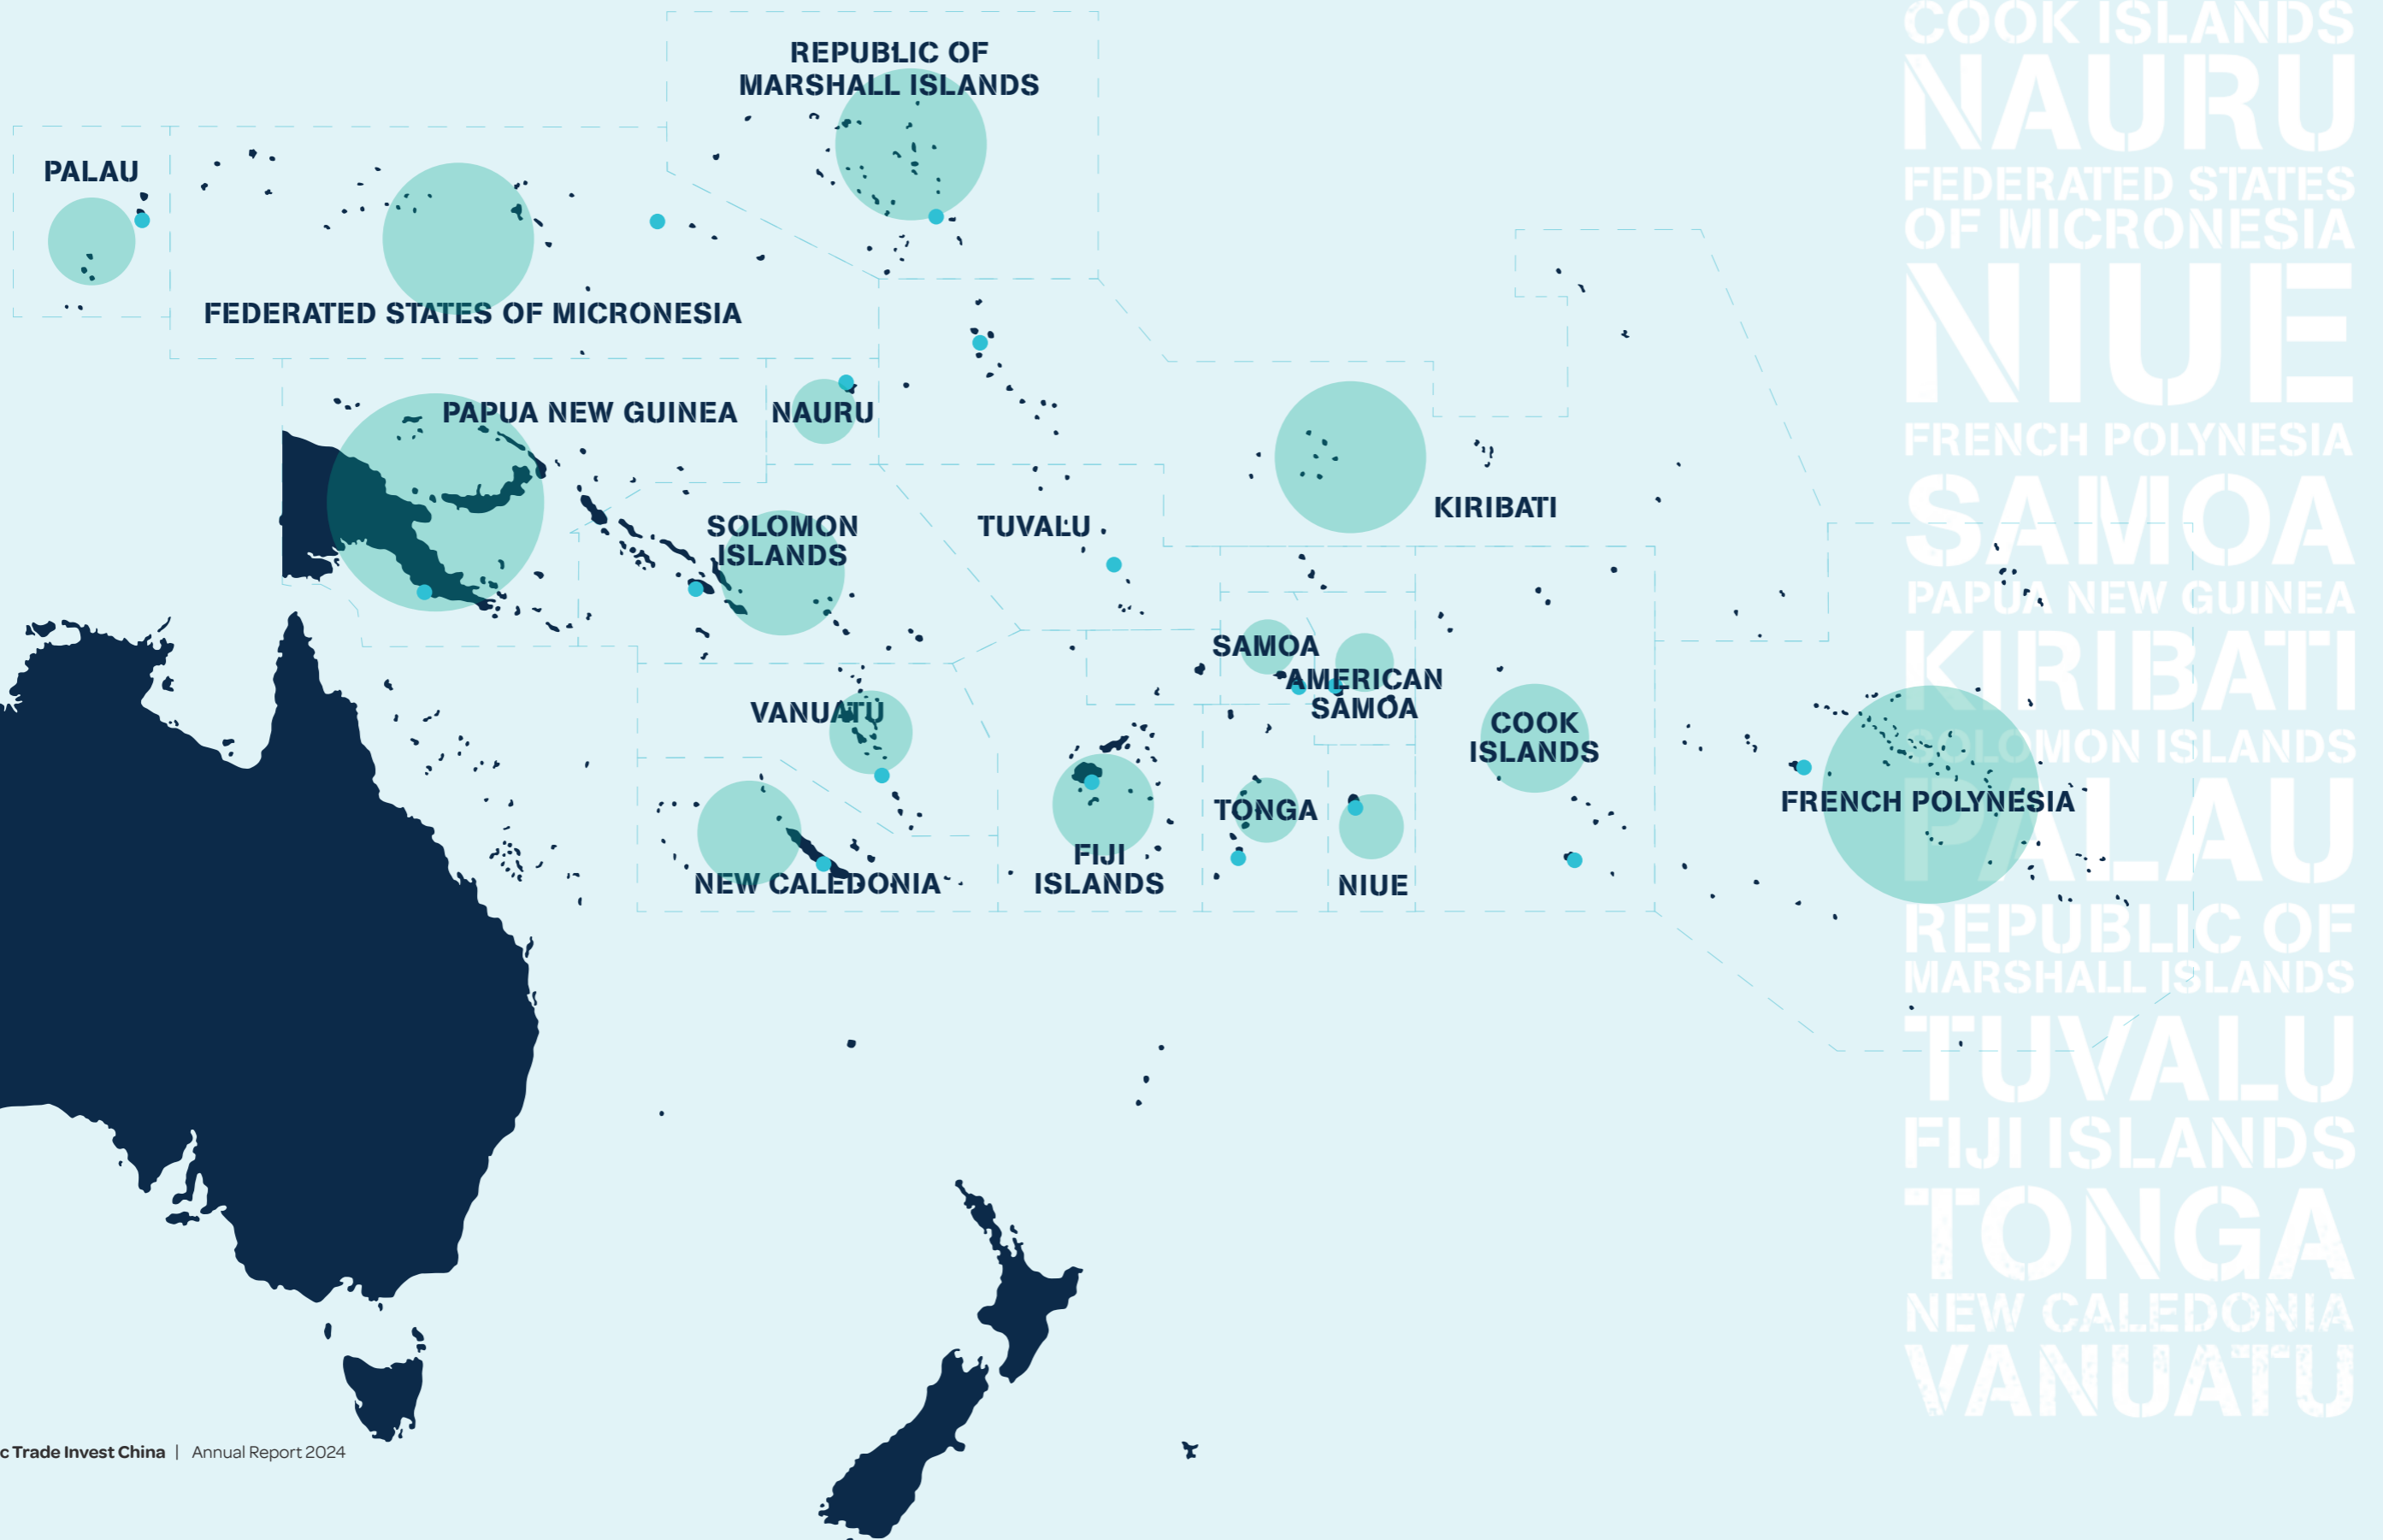 REPUBLIC OF
MARSHALL ISLANDS
PALAU
FEDERATED STATES OF MICRONESIA
PAPUA NEW GUINEA
NAURU
KIRIBATI
SOLOMON
ISLANDS
TUVALU
SAMOA
AMERICAN
SAMOA
VANUATU
COOK
ISLANDS
TONGA
FRENCH POLYNESIA
FIJI
ISLANDS
NEW CALEDONIA
NIUE
COOK ISLANDS
NAURU
FEDERATED STATES
OF MICRONESIA
NIUE
FRENCH POLYNESIA
SAMOA
PAPUA NEW GUINEA
KIRIBATI
SOLOMON ISLANDS
PALAU
REPUBLIC OF
MARSHALL ISLANDS
TUVALU
FIJI ISLANDS
TONGA
NEW CALEDONIA
VANUATU
c Trade Invest China | Annual Report 2024